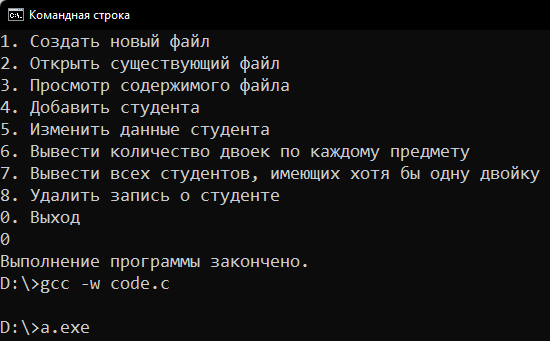 Командная строка
1. Создать новый файл
2. Открыть существующий файл
3. Просмотр содержимого файла
4. Добавить студента
5. Изменить данные студента
6. Вывести количество двоек по каждому предмету
7. Вывести всех студентов, имеющих хотя бы одну двойку
8. Удалить запись о студенте
0. Выход
0
Выполнение программы закончено.
D:\>gcc -w code.c
D:\>a.exe